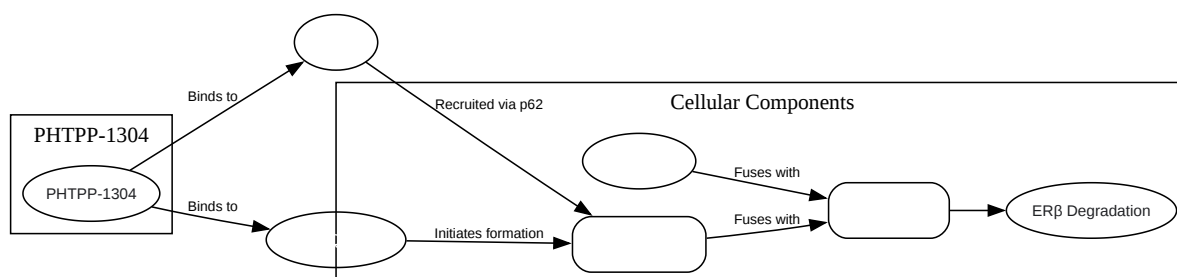 Cellular Components
PHTPP-1304
PHTPP-1304
Binds to
Binds to
Recruited via p62
Initiates formation
Fuses with
Fuses with
ERβ Degradation